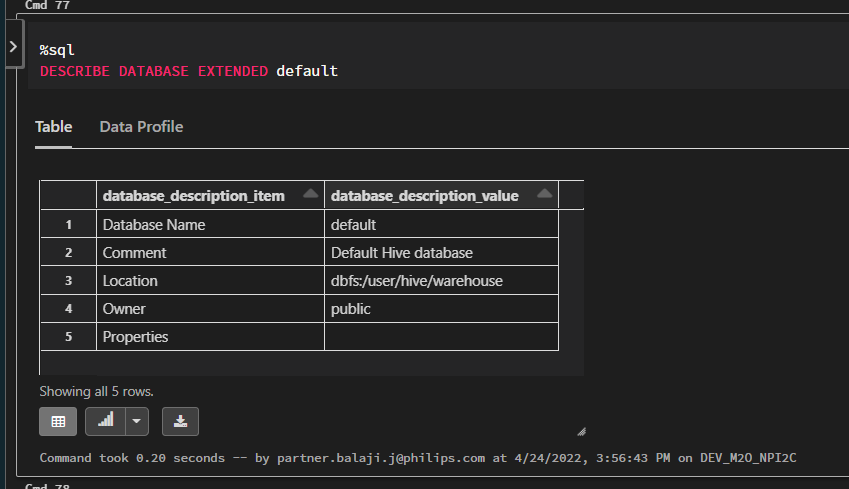 Cmd 77
%sql
DESCRIBE DATABASE EXTENDED default
Table Data Profile
database_description_item database_description_value
1 Database Name default
2 Comment Default Hive database
3 Location dbfs:/user/hive/warehouse
4 Owner public
5 Properties
Showing all 5 rows.
Command took 0.20 seconds -- by partner.balaji.j@philips.com at 4/24/2022, 3:56:43 PM on DEV_M2O_NPI2C
Cmd 78